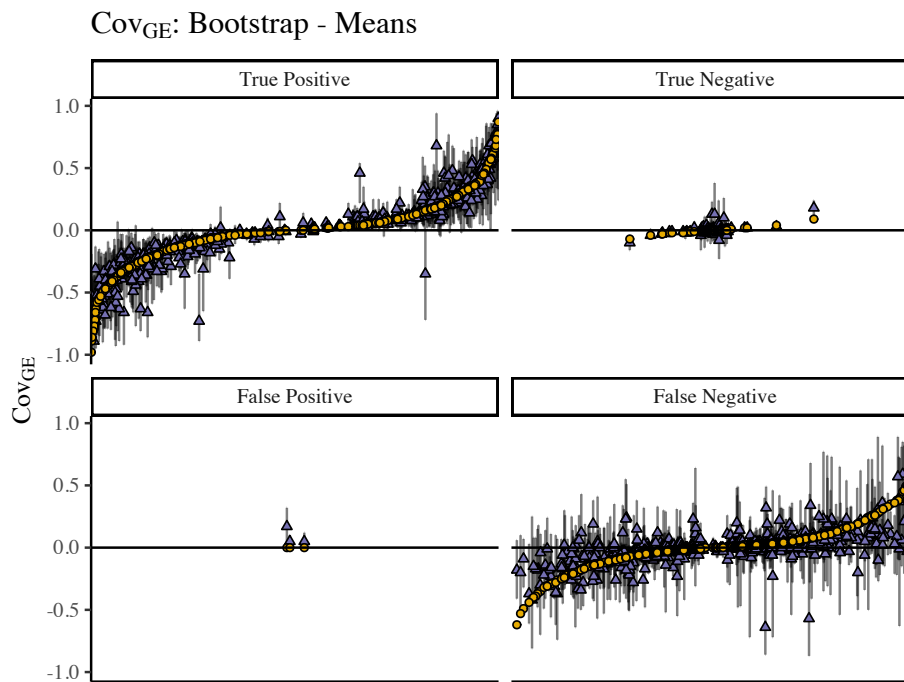 Cov_GE: Bootstrap - Means
True Positive
True Negative
1.0
0.5
0.0
-0.5
-1.0
False Positive
False Negative
1.0
0.5
0.0
-0.5
-1.0
Cov_GE